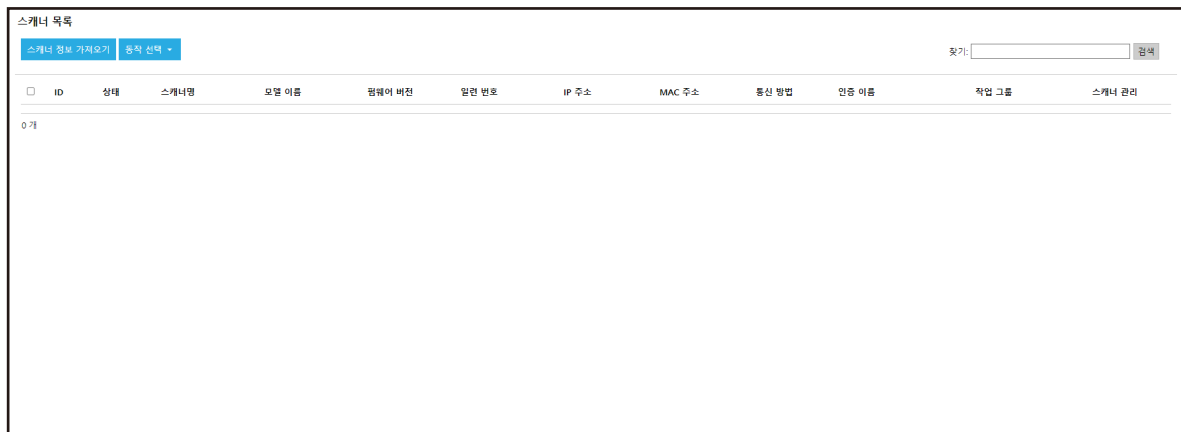 스캐너 목록
스캐너 정보 가져오기 동작 선택 찾기: 검색
ID 상태 스캐너명 모델 이름 펌웨어 버전 일련 번호 IP 주소 MAC 주소 통신 방법 인증 이름 작업 그룹 스캐너 관리
0 개